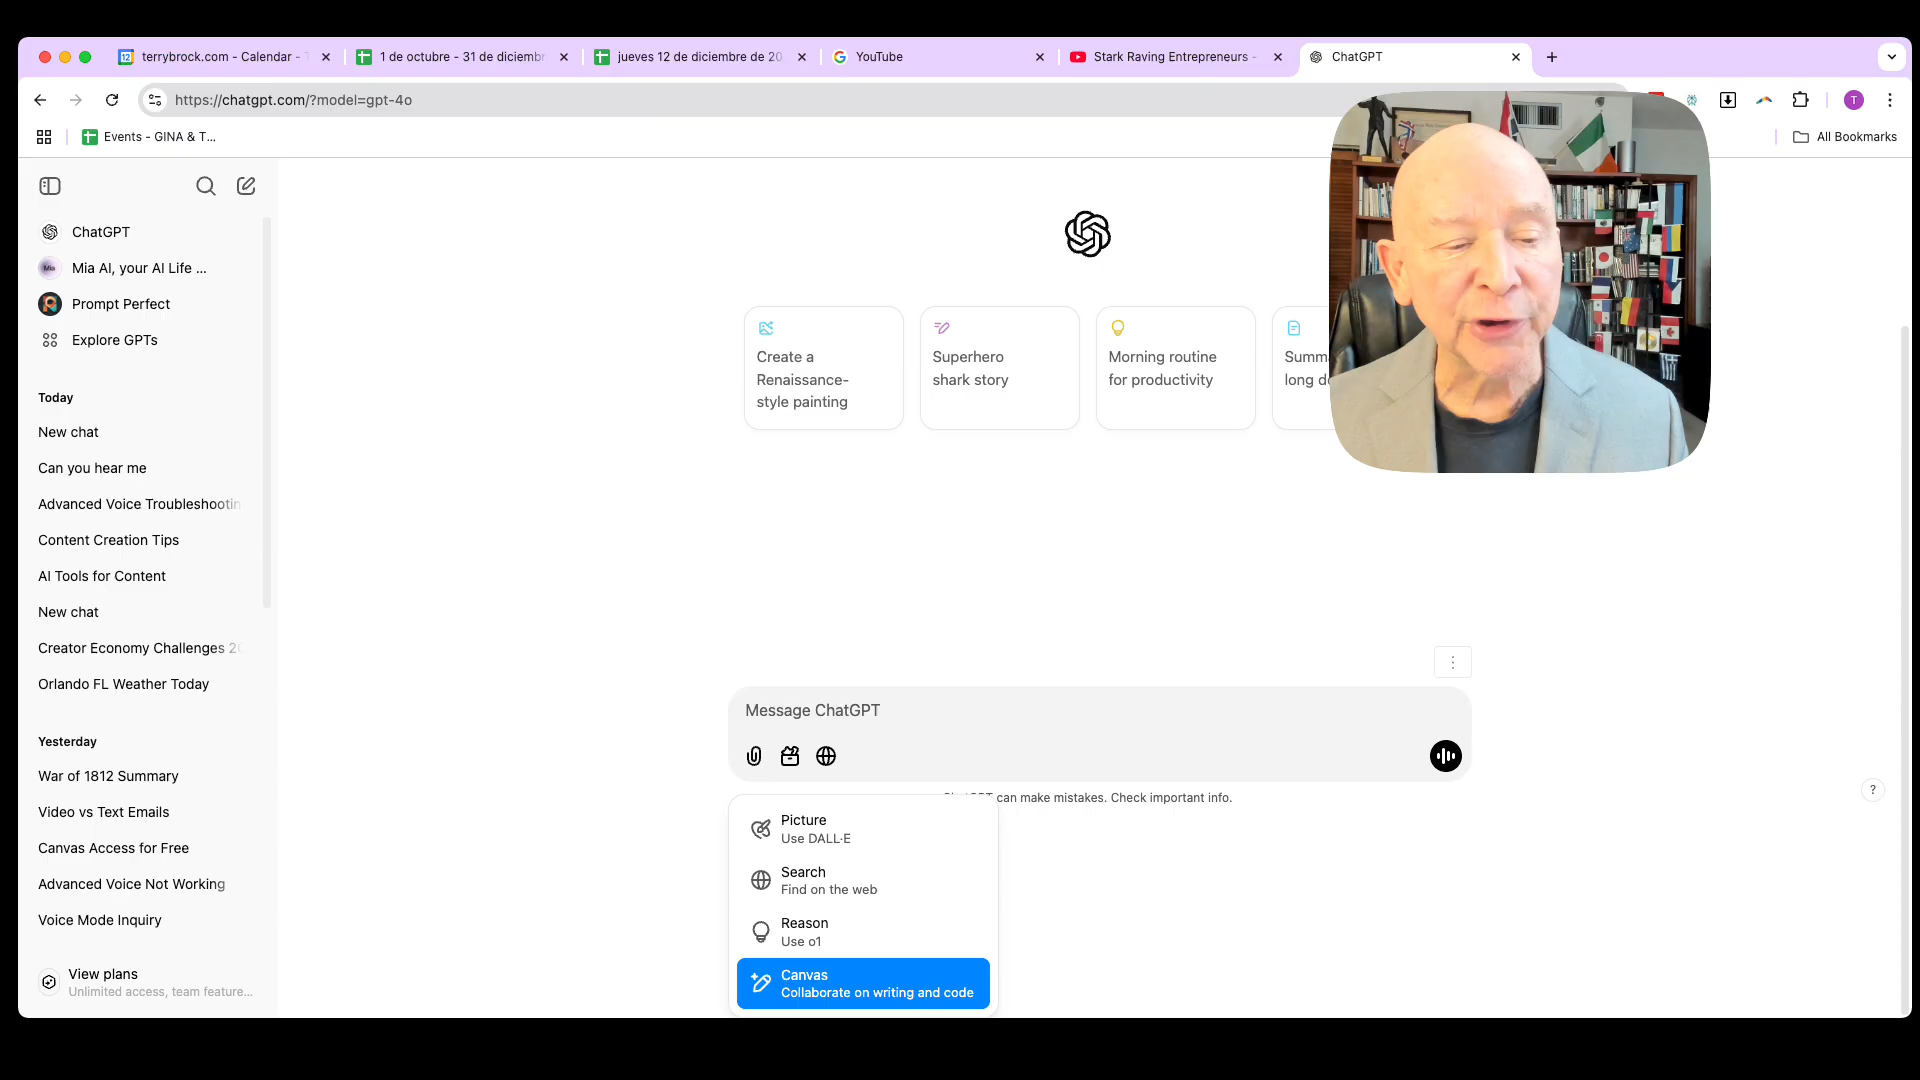 terrybrock.com - Calendar - T
1 de octubre - 31 de diciembr
jueves 12 de diciembre de 20
YouTube
Stark Raving Entrepreneurs -
ChatGPT
https://chatgpt.com/?model=gpt-4o
T
Events - GINA & T...
All Bookmarks
ChatGPT
Mia AI, your AI Life ...
Prompt Perfect
Explore GPTs
Today
New chat
Can you hear me
Advanced Voice Troubleshootin
Content Creation Tips
AI Tools for Content
New chat
Creator Economy Challenges 20
Orlando FL Weather Today
Yesterday
War of 1812 Summary
Video vs Text Emails
Canvas Access for Free
Advanced Voice Not Working
Voice Mode Inquiry
View plans
Unlimited access, team feature...
Create a
Renaissance-
style painting
Superhero
shark story
Morning routine
for productivity
Summ
long d
Message ChatGPT
ChatGPT can make mistakes. Check important info.
?
Picture
Use DALL·E
Search
Find on the web
Reason
Use o1
Canvas
Collaborate on writing and code